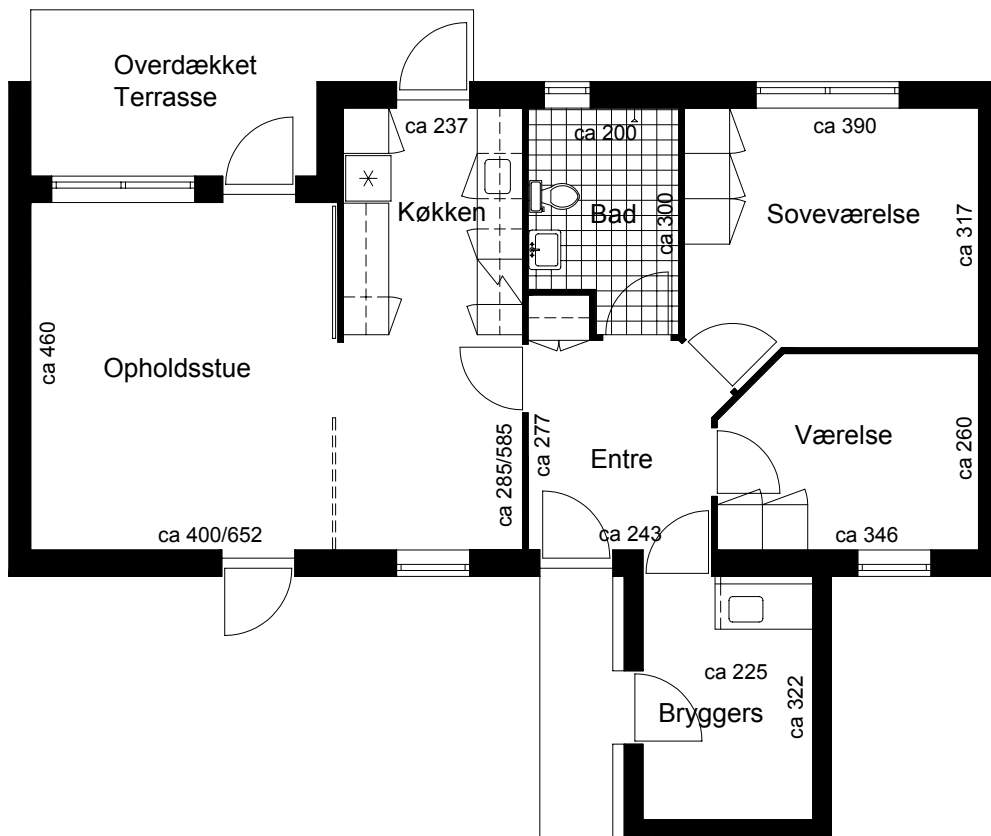 Overdækket
Terrasse
ca 237
ca 200
ca 390
Køkken
Bad
ca 300
Soveværelse
ca 317
ca 460
Opholdsstue
ca 285/585
ca 277
Entre
Værelse
ca 260
ca 400/652
ca 243
ca 346
ca 225
Bryggers
ca 322